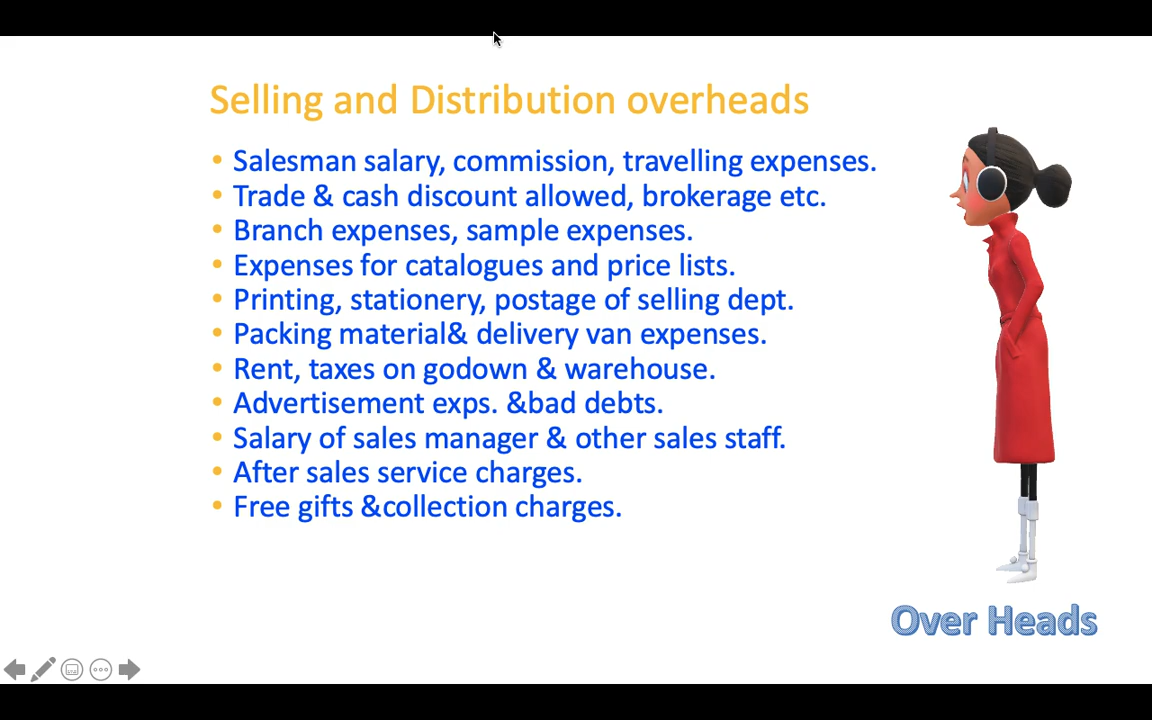 Selling and Distribution overheads
• Salesman salary, commission, travelling expenses.
• Trade & cash discount allowed, brokerage etc.
• Branch expenses, sample expenses.
• Expenses for catalogues and price lists.
• Printing, stationery, postage of selling dept.
• Packing material& delivery van expenses.
• Rent, taxes on godown & warehouse.
• Advertisement exps. &bad debts.
• Salary of sales manager & other sales staff.
• After sales service charges.
• Free gifts &collection charges.
Over Heads